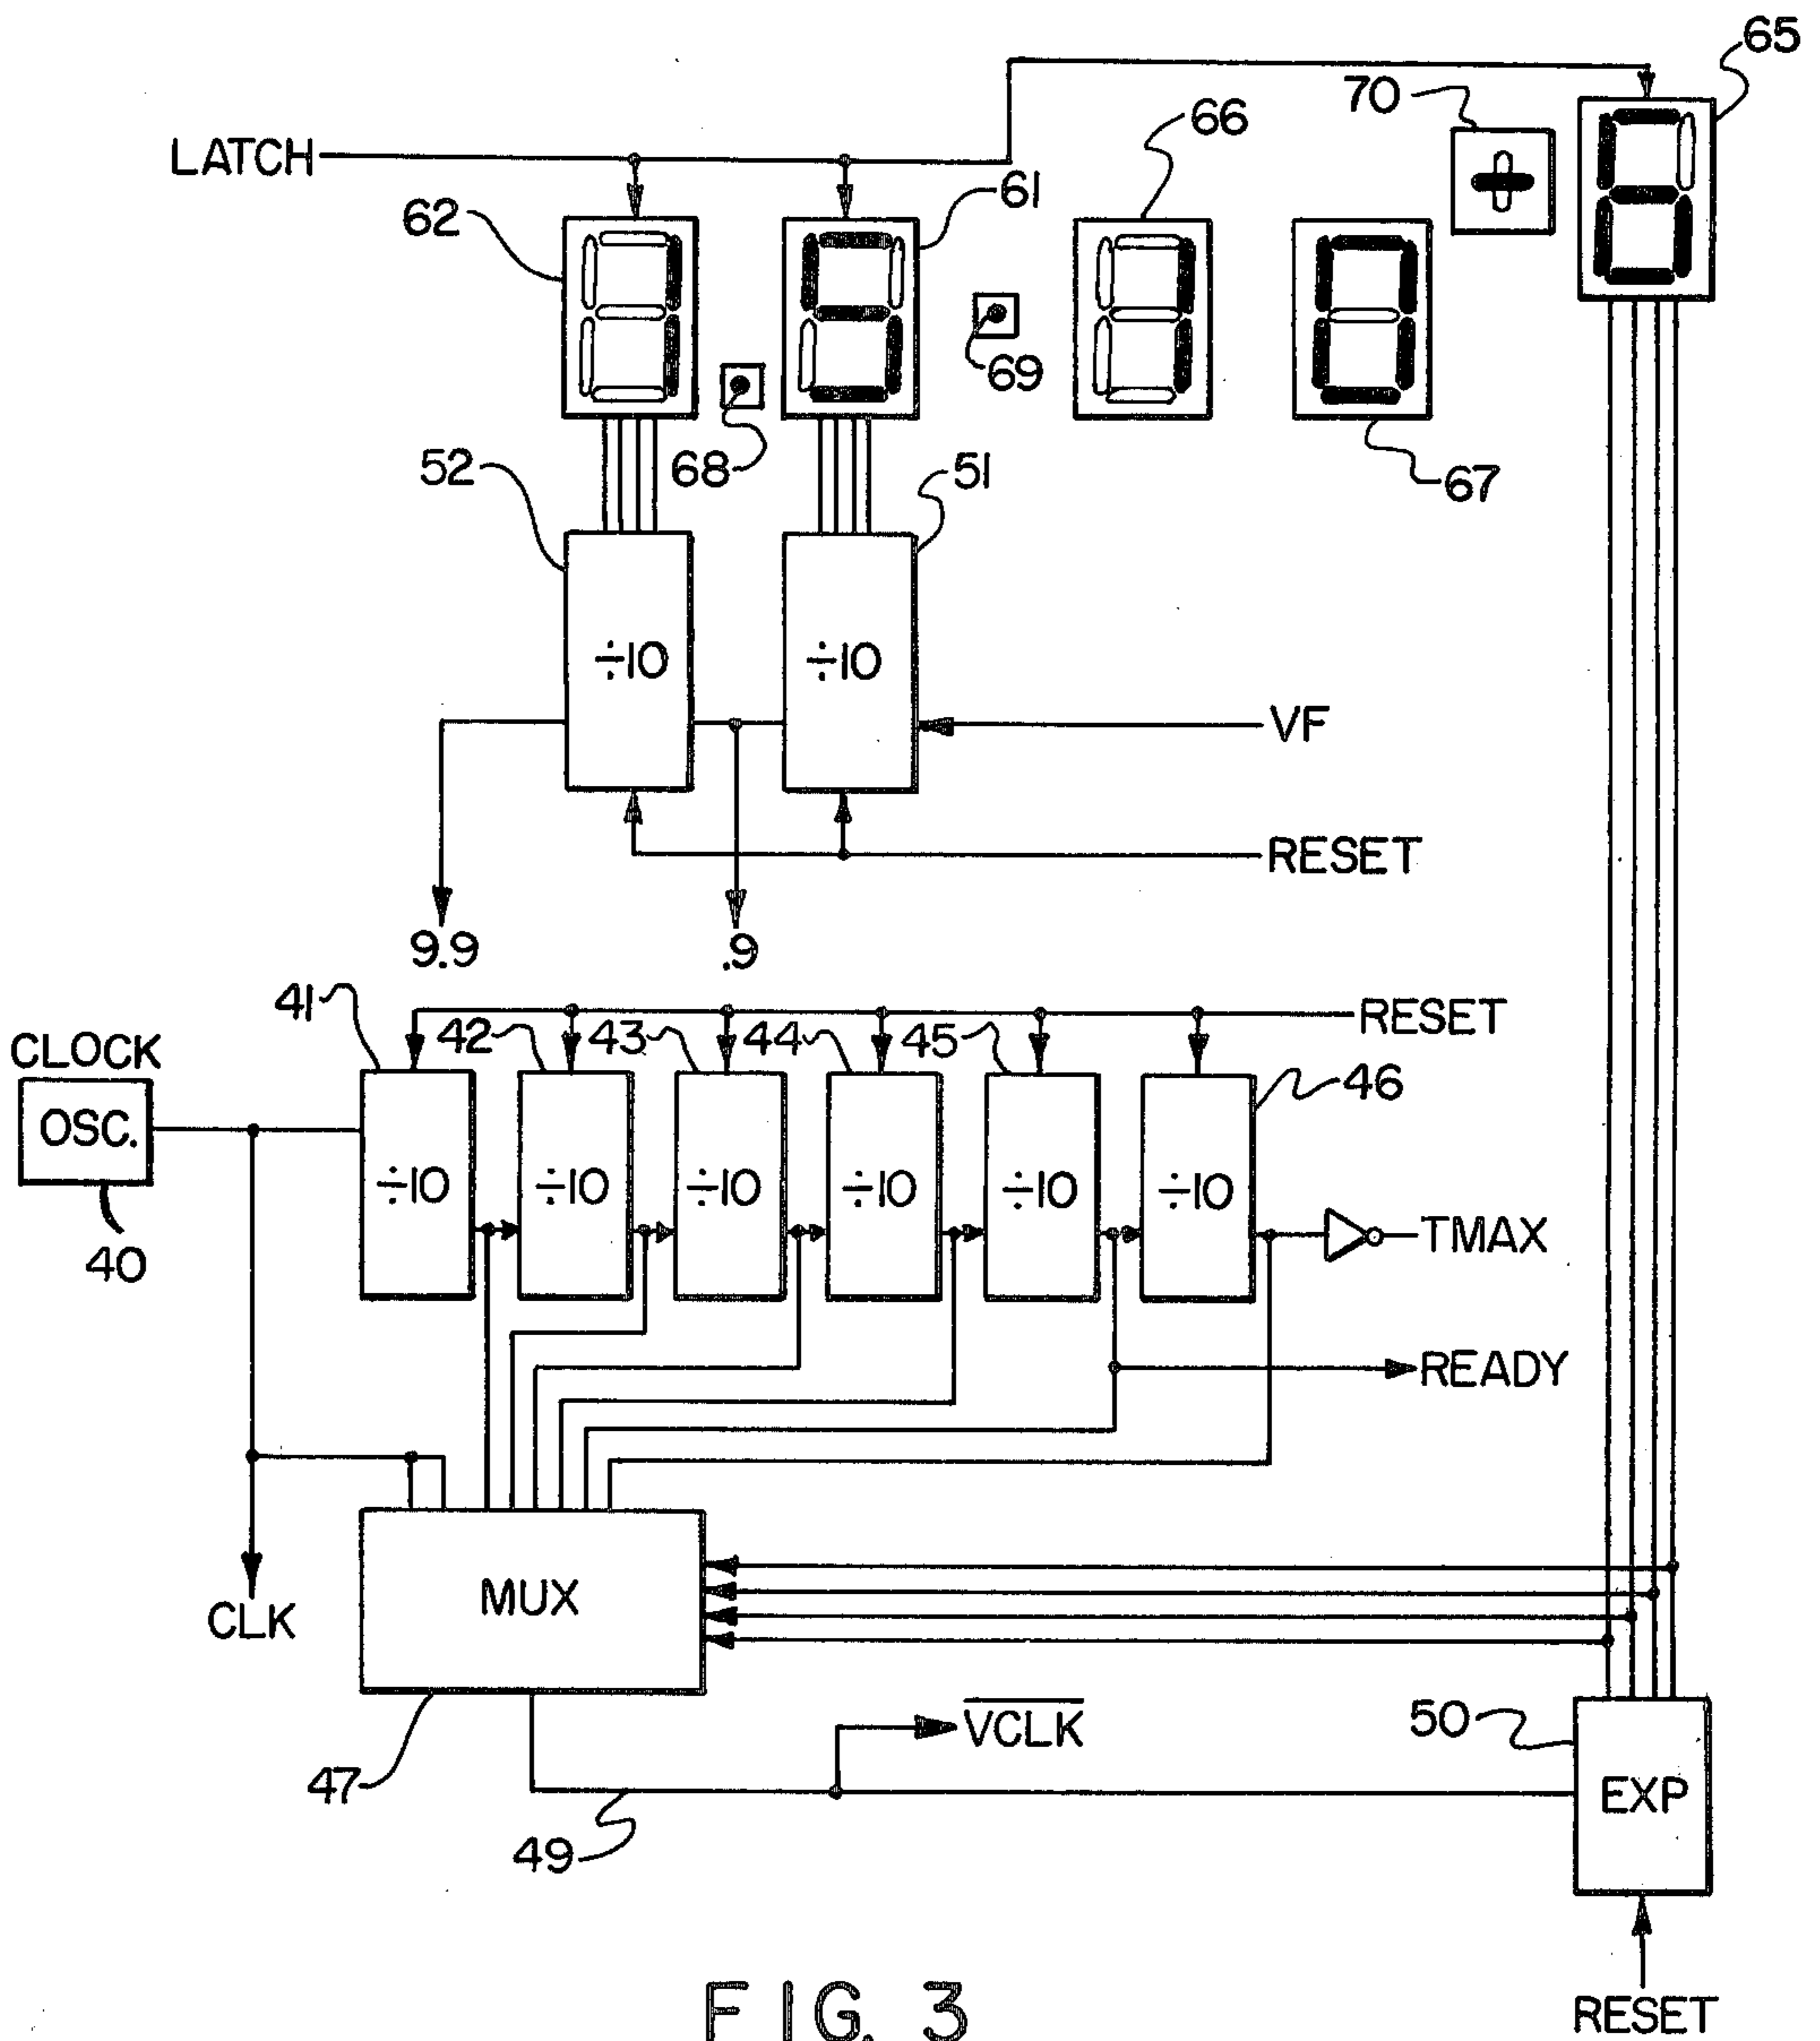 65
70
66
LATCH
61
62
69
68
52
51
67
÷10
÷10
VF
RESET
9.9
.9
41
RESET
CLOCK
42
43
44
45
46
OSC.
÷10
÷10
÷10
÷10
÷10
÷10
40
TMAX
READY
MUX
CLK
VCLK
50
47
EXP
49
RESET
FIG. 3